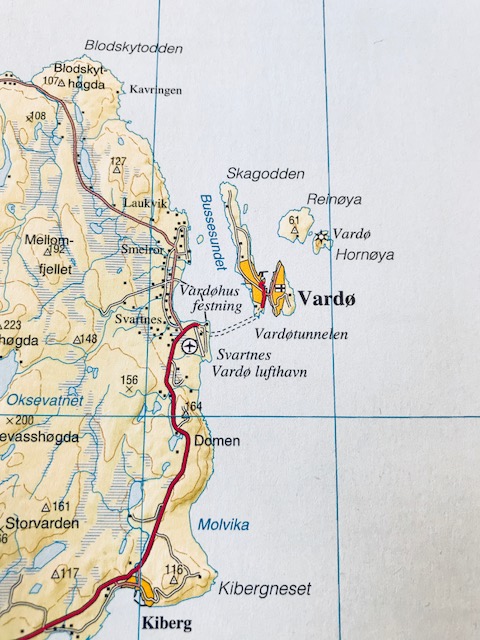 Blodskytodden
Blodskyt-
høgda
107
Kavringen
108
127
Skagodden
Laukvik
Reinøya
Bussesundet
61
Vardø
Mellom-
192
fjellet
Smelror
Hornøya
Vardøhus
festning
Vardø
Svartnes
223
høgda
148
Vardøtunnelen
Svartnes
Vardø lufthavn
156
Oksevatnet
164
200
evasshøgda
Domen
161
Storvarden
Molvika
117
116
Kibergneset
Kiberg